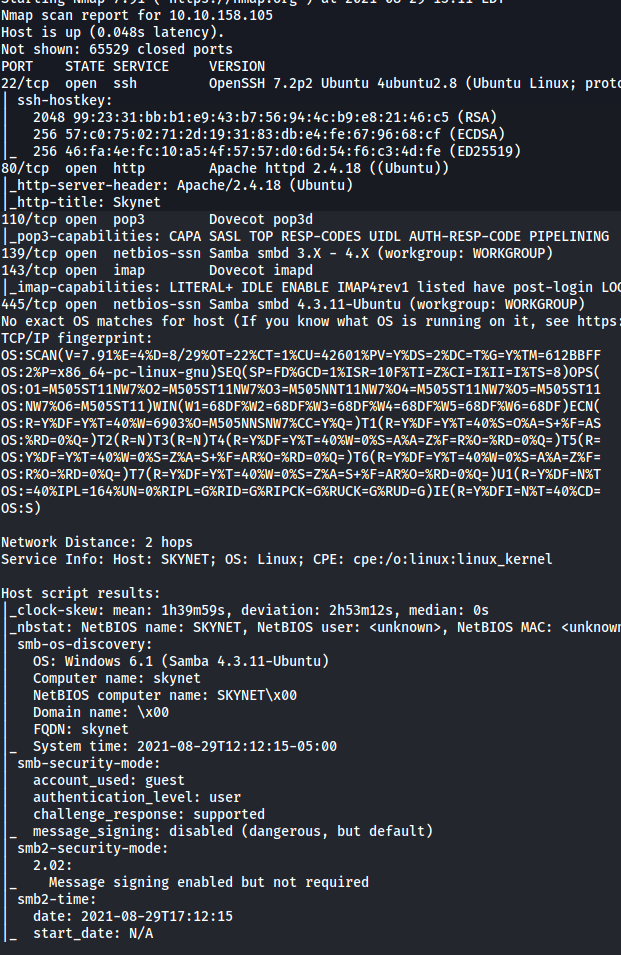 Starting Nmap 7.91 ( https://nmap.org ) at 2021-08-29 13:11 EDT
Nmap scan report for 10.10.158.105
Host is up (0.048s latency).
Not shown: 65529 closed ports
PORT    STATE SERVICE     VERSION
22/tcp  open  ssh         OpenSSH 7.2p2 Ubuntu 4ubuntu2.8 (Ubuntu Linux; proto
| ssh-hostkey:
|   2048 99:23:31:bb:b1:e9:43:b7:56:94:4c:b9:e8:21:46:c5 (RSA)
|   256 57:c0:75:02:71:2d:19:31:83:db:e4:fe:67:96:68:cf (ECDSA)
|_  256 46:fa:4e:fc:10:a5:4f:57:57:d0:6d:54:f6:c3:4d:fe (ED25519)
80/tcp  open  http        Apache httpd 2.4.18 ((Ubuntu))
|_http-server-header: Apache/2.4.18 (Ubuntu)
|_http-title: Skynet
110/tcp open  pop3        Dovecot pop3d
|_pop3-capabilities: CAPA SASL TOP RESP-CODES UIDL AUTH-RESP-CODE PIPELINING
139/tcp open  netbios-ssn Samba smbd 3.X - 4.X (workgroup: WORKGROUP)
143/tcp open  imap        Dovecot imapd
|_imap-capabilities: LITERAL+ IDLE ENABLE IMAP4rev1 listed have post-login LOG
445/tcp open  netbios-ssn Samba smbd 4.3.11-Ubuntu (workgroup: WORKGROUP)
No exact OS matches for host (If you know what OS is running on it, see https:
TCP/IP fingerprint:
OS:SCAN(V=7.91%E=4%D=8/29%OT=22%CT=1%CU=42601%PV=Y%DS=2%DC=T%G=Y%TM=612BBFF
OS:2%P=x86_64-pc-linux-gnu)SEQ(SP=FD%GCD=1%ISR=10F%TI=Z%CI=I%II=I%TS=8)OPS(
OS:O1=M505ST11NW7%O2=M505ST11NW7%O3=M505NNT11NW7%O4=M505ST11NW7%O5=M505ST11
OS:NW7%O6=M505ST11)WIN(W1=68DF%W2=68DF%W3=68DF%W4=68DF%W5=68DF%W6=68DF)ECN(
OS:R=Y%DF=Y%T=40%W=6903%O=M505NNSNW7%CC=Y%Q=)T1(R=Y%DF=Y%T=40%S=O%A=S+%F=AS
OS:%RD=0%Q=)T2(R=N)T3(R=N)T4(R=Y%DF=Y%T=40%W=0%S=A%A=Z%F=R%O=%RD=0%Q=)T5(R=
OS:Y%DF=Y%T=40%W=0%S=Z%A=S+%F=AR%O=%RD=0%Q=)T6(R=Y%DF=Y%T=40%W=0%S=A%A=Z%F=
OS:R%O=%RD=0%Q=)T7(R=Y%DF=Y%T=40%W=0%S=Z%A=S+%F=AR%O=%RD=0%Q=)U1(R=Y%DF=N%T
OS:=40%IPL=164%UN=0%RIPL=G%RID=G%RIPCK=G%RUCK=G%RUD=G)IE(R=Y%DFI=N%T=40%CD=
OS:S)
Network Distance: 2 hops
Service Info: Host: SKYNET; OS: Linux; CPE: cpe:/o:linux:linux_kernel
Host script results:
|_clock-skew: mean: 1h39m59s, deviation: 2h53m12s, median: 0s
|_nbstat: NetBIOS name: SKYNET, NetBIOS user: <unknown>, NetBIOS MAC: <unknown
| smb-os-discovery:
|   OS: Windows 6.1 (Samba 4.3.11-Ubuntu)
|   Computer name: skynet
|   NetBIOS computer name: SKYNET\x00
|   Domain name: \x00
|   FQDN: skynet
|_  System time: 2021-08-29T12:12:15-05:00
| smb-security-mode:
|   account_used: guest
|   authentication_level: user
|   challenge_response: supported
|_  message_signing: disabled (dangerous, but default)
| smb2-security-mode:
|   2.02:
|_    Message signing enabled but not required
| smb2-time:
|   date: 2021-08-29T17:12:15
|_  start_date: N/A